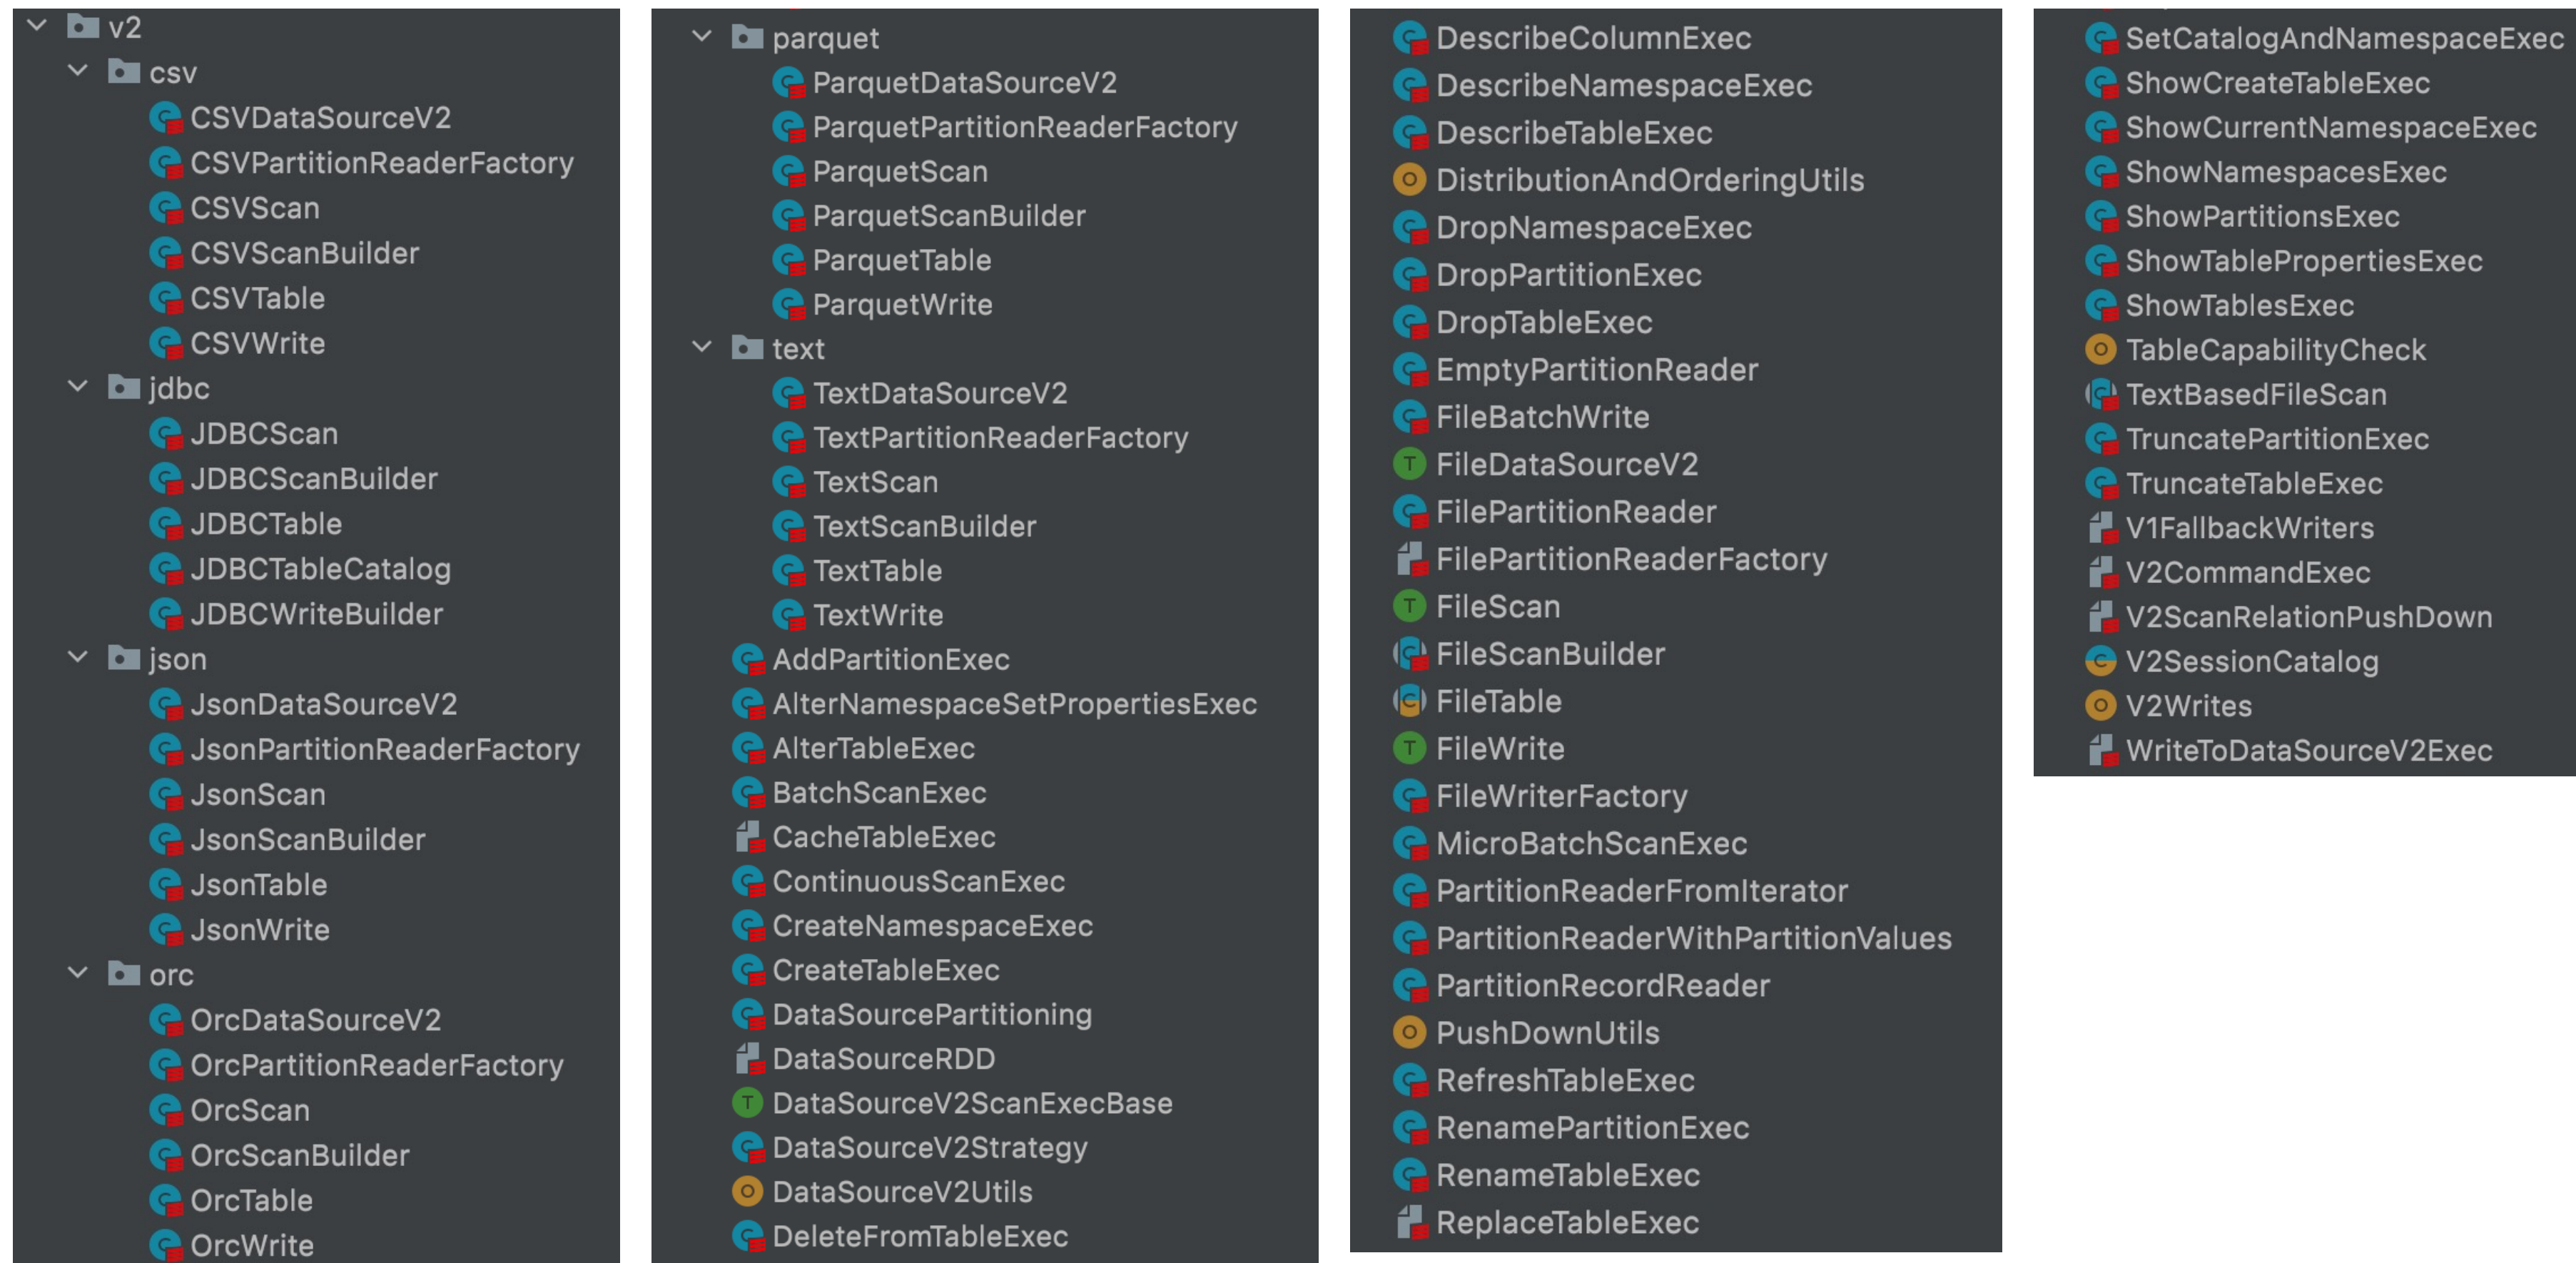 v2
csv
CSVDataSourceV2
CSVPartitionReaderFactory
CSVScan
CSVScanBuilder
CSVTable
CSVWrite
jdbc
JDBCScan
JDBCScanBuilder
JDBCTable
JDBCTableCatalog
JDBCWriteBuilder
json
JsonDataSourceV2
JsonPartitionReaderFactory
JsonScan
JsonScanBuilder
JsonTable
JsonWrite
orc
OrcDataSourceV2
OrcPartitionReaderFactory
OrcScan
OrcScanBuilder
OrcTable
OrcWrite
parquet
ParquetDataSourceV2
ParquetPartitionReaderFactory
ParquetScan
ParquetScanBuilder
ParquetTable
ParquetWrite
text
TextDataSourceV2
TextPartitionReaderFactory
TextScan
TextScanBuilder
TextTable
TextWrite
AddPartitionExec
AlterNamespaceSetPropertiesExec
AlterTableExec
BatchScanExec
CacheTableExec
ContinuousScanExec
CreateNamespaceExec
CreateTableExec
DataSourcePartitioning
DataSourceRDD
DataSourceV2ScanExecBase
DataSourceV2Strategy
DataSourceV2Utils
DeleteFromTableExec
DescribeColumnExec
DescribeNamespaceExec
DescribeTableExec
DistributionAndOrderingUtils
DropNamespaceExec
DropPartitionExec
DropTableExec
EmptyPartitionReader
FileBatchWrite
FileDataSourceV2
FilePartitionReader
FilePartitionReaderFactory
FileScan
FileScanBuilder
FileTable
FileWrite
FileWriterFactory
MicroBatchScanExec
PartitionReaderFromIterator
PartitionReaderWithPartitionValues
PartitionRecordReader
PushDownUtils
RefreshTableExec
RenamePartitionExec
RenameTableExec
ReplaceTableExec
SetCatalogAndNamespaceExec
ShowCreateTableExec
ShowCurrentNamespaceExec
ShowNamespacesExec
ShowPartitionsExec
ShowTablePropertiesExec
ShowTablesExec
TableCapabilityCheck
TextBasedFileScan
TruncatePartitionExec
TruncateTableExec
V1FallbackWriters
V2CommandExec
V2ScanRelationPushDown
V2SessionCatalog
V2Writes
WriteToDataSourceV2Exec